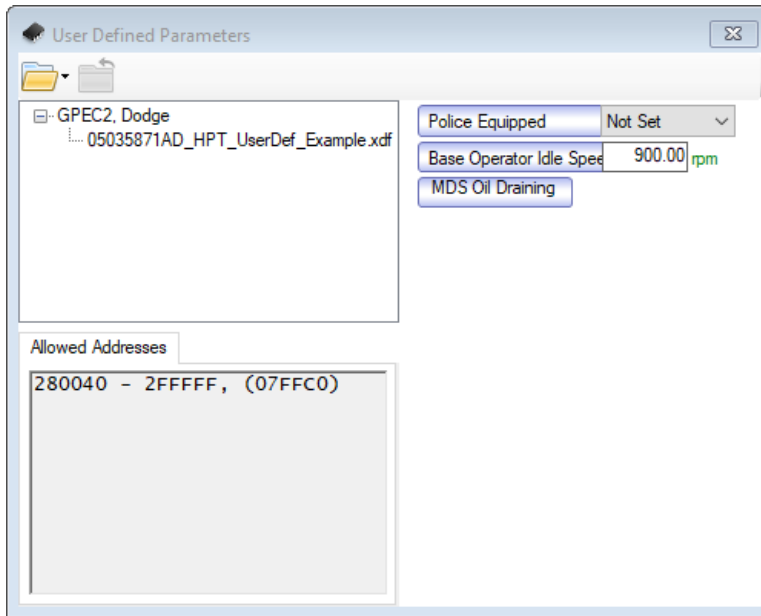 User Defined Parameters
GPEC2, Dodge
05035871AD_HPT_UserDef_Example.xdf
Police Equipped Not Set
Base Operator Idle Spee 900.00 rpm
MDS Oil Draining
Allowed Addresses
280040 - 2FFFFF, (07FFC0)